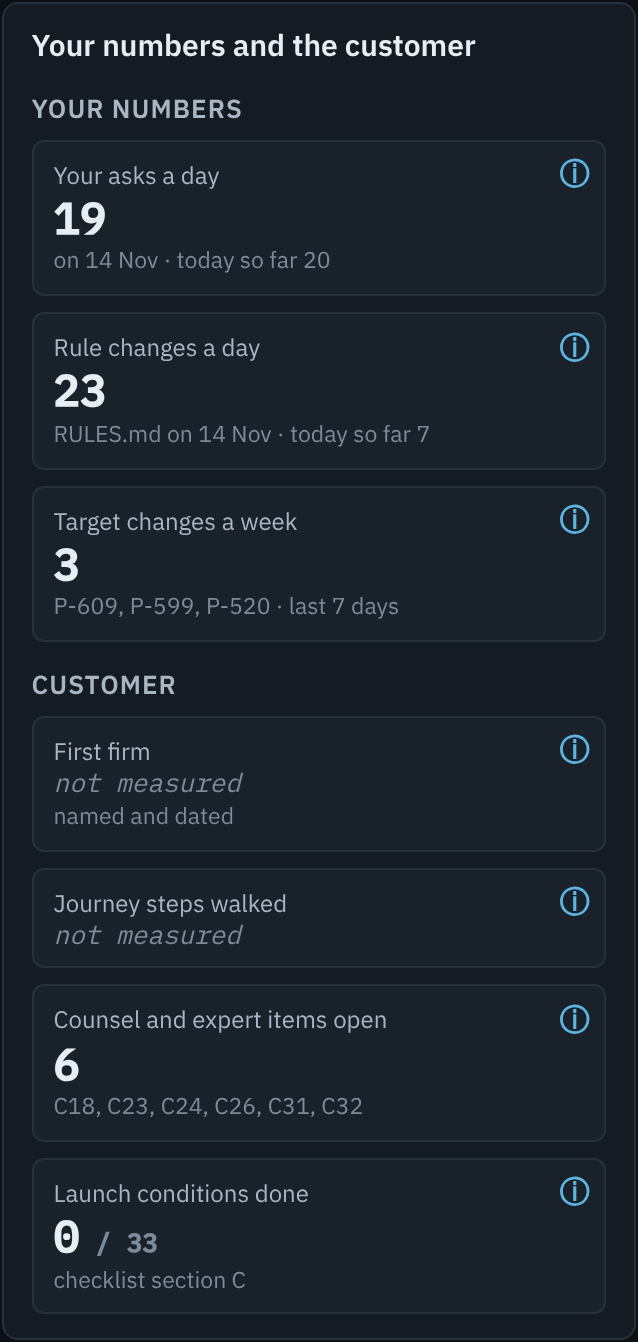 Your numbers and the customer
YOUR NUMBERS
Your asks a day
19
on 14 Nov · today so far 20
Rule changes a day
23
RULES.md on 14 Nov · today so far 7
Target changes a week
3
P-609, P-599, P-520 · last 7 days
CUSTOMER
First firm
not measured
named and dated
Journey steps walked
not measured
Counsel and expert items open
6
C18, C23, C24, C26, C31, C32
Launch conditions done
0 / 33
checklist section C